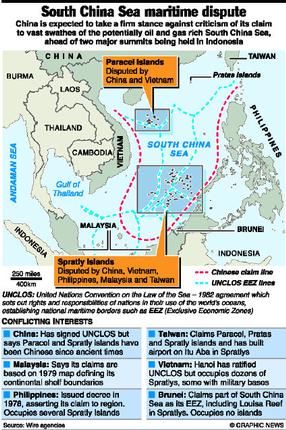 South China Sea maritime dispute
China is expected to take a firm stance against criticism of its claim
to vast swathes of the potentially oil and gas rich South China Sea,
ahead of two major summits being held in Indonesia
CHINA
TAIWAN
Paracel Islands
Disputed by
China and Vietnam
Pratas Islands
BURMA
LAOS
THAILAND
CAMBODIA
VIETNAM
SOUTH CHINA
SEA
PHILIPPINES
ANDAMAN SEA
Gulf of
Thailand
MALAYSIA
BRUNEI
INDONESIA
INDONESIA
Spratly Islands
Disputed by China, Vietnam,
Philippines, Malaysia and Taiwan
250 miles
400km
Chinese claim line
UNCLOS EEZ lines
UNCLOS: United Nations Convention on the Law of the Sea – 1982 agreement which
sets out rights and responsibilities of nations in their use of the world's oceans,
establishing national maritime borders such as EEZ (Exclusive Economic Zones)
CONFLICTING INTERESTS
China: Has signed UNCLOS but
says Paracel and Spratly islands have
been Chinese since ancient times
Malaysia: Says its claims are
based on 1979 map defining its
continental shelf boundaries
Philippines: Issued decree in
1978, asserting its claim to region.
Occupies several Spratly Islands
Taiwan: Claims Paracel, Pratas
and Spratly islands and has built
airport on Itu Aba in Spratlys
Vietnam: Hanoi has ratified
UNCLOS but occupies dozens of
Spratlys, some with military bases
Brunei: Claims part of South China
Sea as its EEZ, including Louisa Reef
in Spratlys. Occupies no islands
Source: Wire agencies
© GRAPHIC NEWS